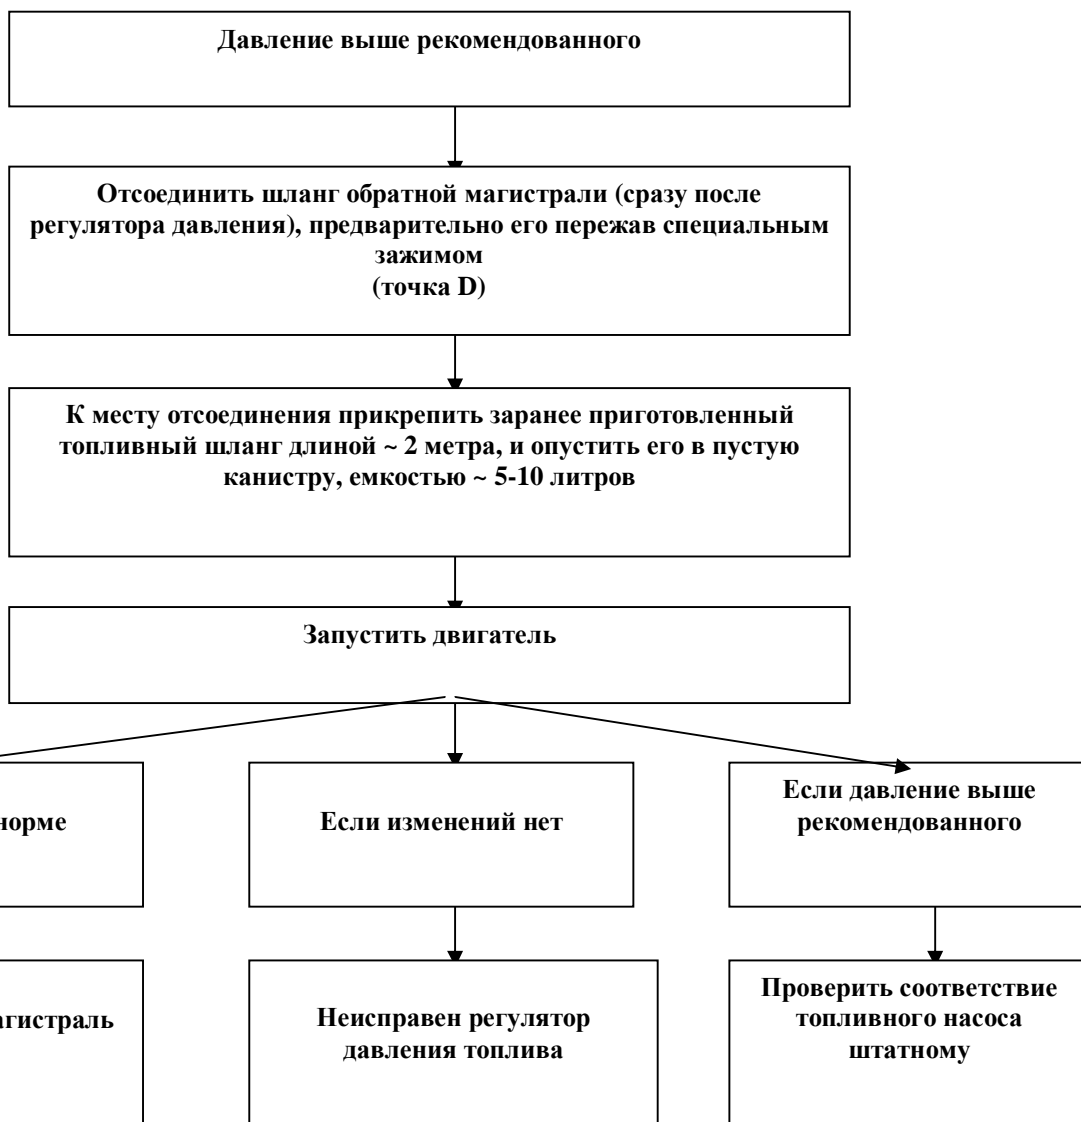 Давление выше рекомендованного
Отсоединить шланг обратной магистрали (сразу после
регулятора давления), предварительно его пережав специальным
зажимом
(точка D)
К месту отсоединения прикрепить заранее приготовленный
топливный шланг длиной ~ 2 метра, и опустить его в пустую
канистру, емкостью ~ 5-10 литров
Запустить двигатель
норме
Если изменений нет
Если давление выше
рекомендованного
агистраль
Неисправен регулятор
давления топлива
Проверить соответствие
топливного насоса
штатному